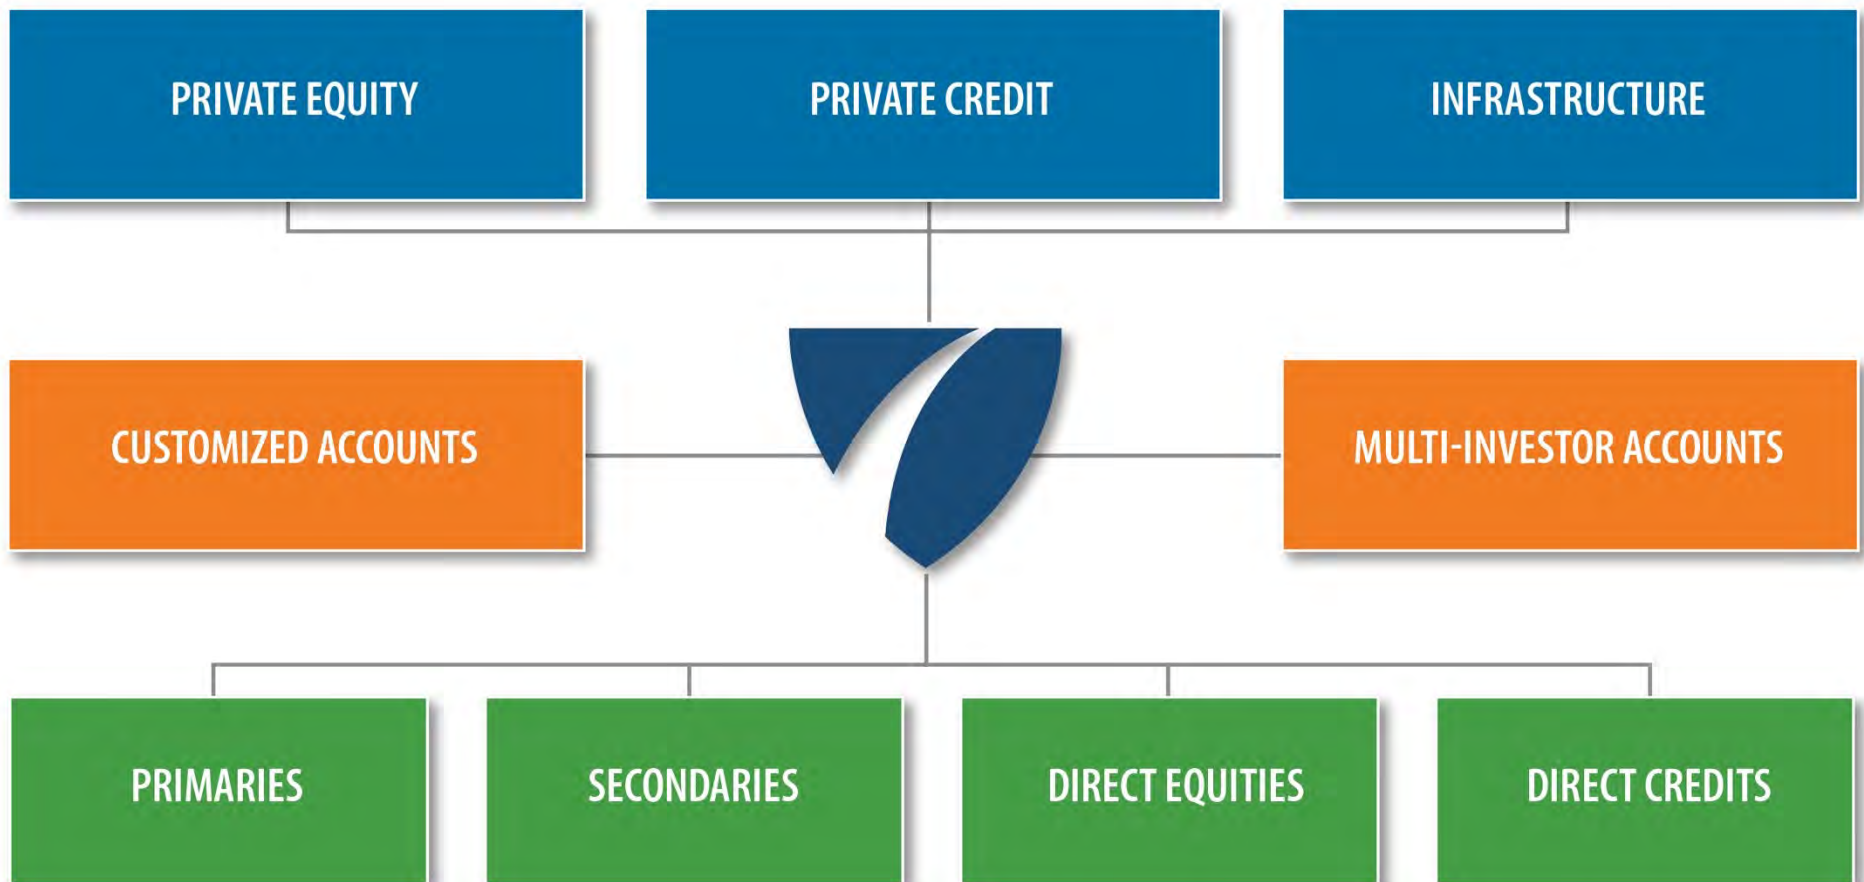 PRIVATE EQUITY
PRIVATE CREDIT
INFRASTRUCTURE
CUSTOMIZED ACCOUNTS
MULTI-INVESTOR ACCOUNTS
PRIMARIES
SECONDARIES
DIRECT EQUITIES
DIRECT CREDITS